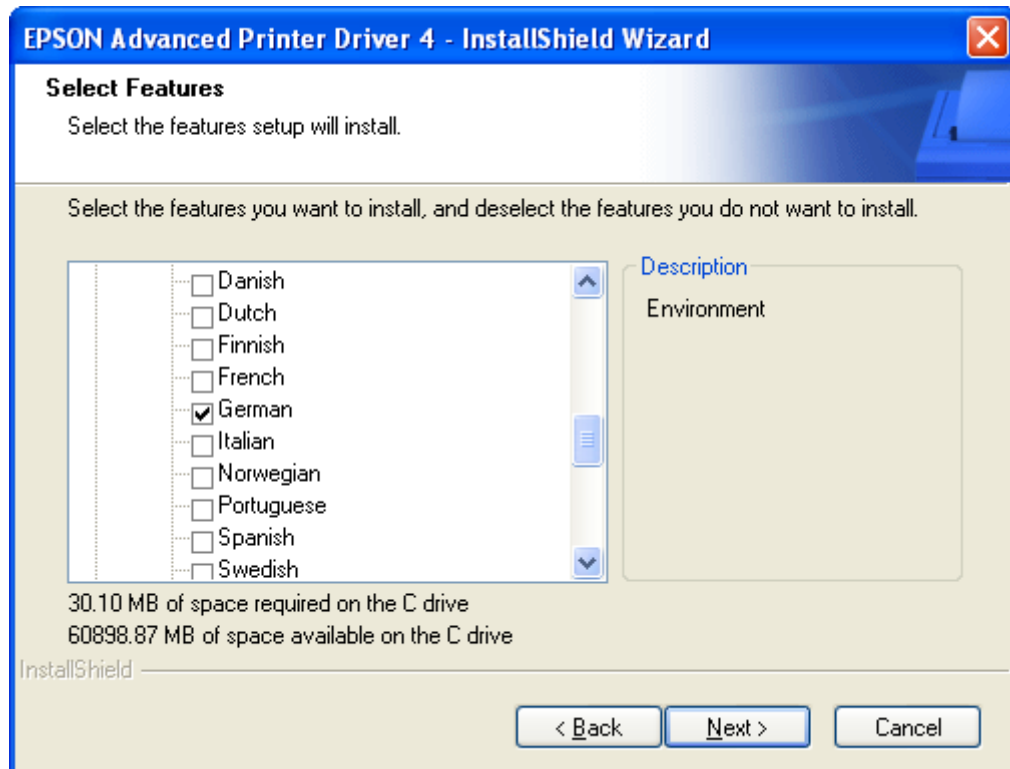 EPSON Advanced Printer Driver 4 - InstallShield Wizard
Select Features
Select the features setup will install.
Select the features you want to install, and deselect the features you do not want to install.
Danish
Dutch
Finnish
French
German
Italian
Norwegian
Portuguese
Spanish
Swedish
Description
Environment
30.10 MB of space required on the C drive
60898.87 MB of space available on the C drive
InstallShield
< Back Next > Cancel